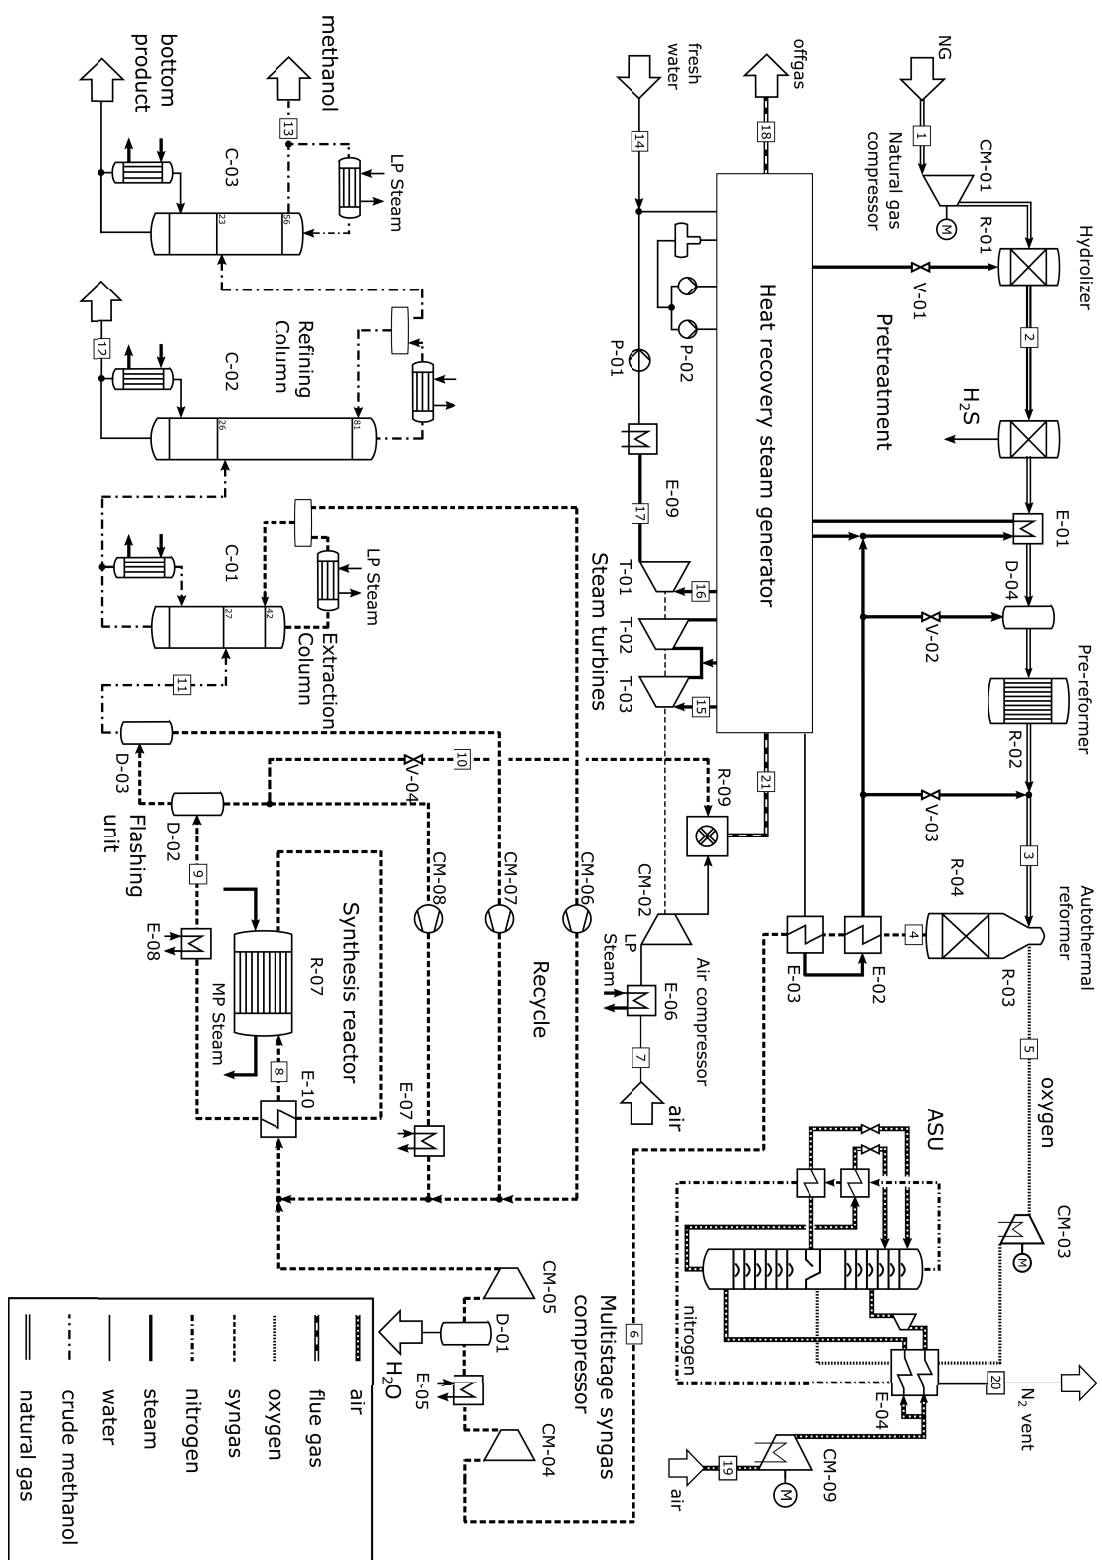 NG
1
CM-01
Natural gas
compressor
M
R-01
Hydrolizer
2
H2S
Pretreatment
V-01
E-01
D-04
V-02
Pre-reformer
R-02
V-03
3
Autothermal
reformer
R-04
R-03
4
E-02
E-03
5
oxygen
CM-03
M
ASU
nitrogen
E-04
20
N2 vent
CM-09
M
19
air
offgas
18
fresh
water
14
Heat recovery steam generator
P-01
P-02
E-09
17
T-01
T-02
T-03
16
15
Steam turbines
21
R-09
CM-02
Air compressor
LP
Steam
E-06
7
air
6
Multistage syngas
compressor
CM-04
E-05
D-01
H2O
CM-05
methanol
13
bottom
product
C-03
LP Steam
56
23
12
Refining
Column
C-02
81
26
C-01
LP Steam
42
27
Extraction
Column
11
D-03
Flashing
unit
D-02
V-04
10
9
E-08
CM-08
CM-07
CM-06
Recycle
Synthesis reactor
R-07
MP Steam
8
E-10
E-07
air
flue gas
oxygen
syngas
nitrogen
steam
water
crude methanol
natural gas